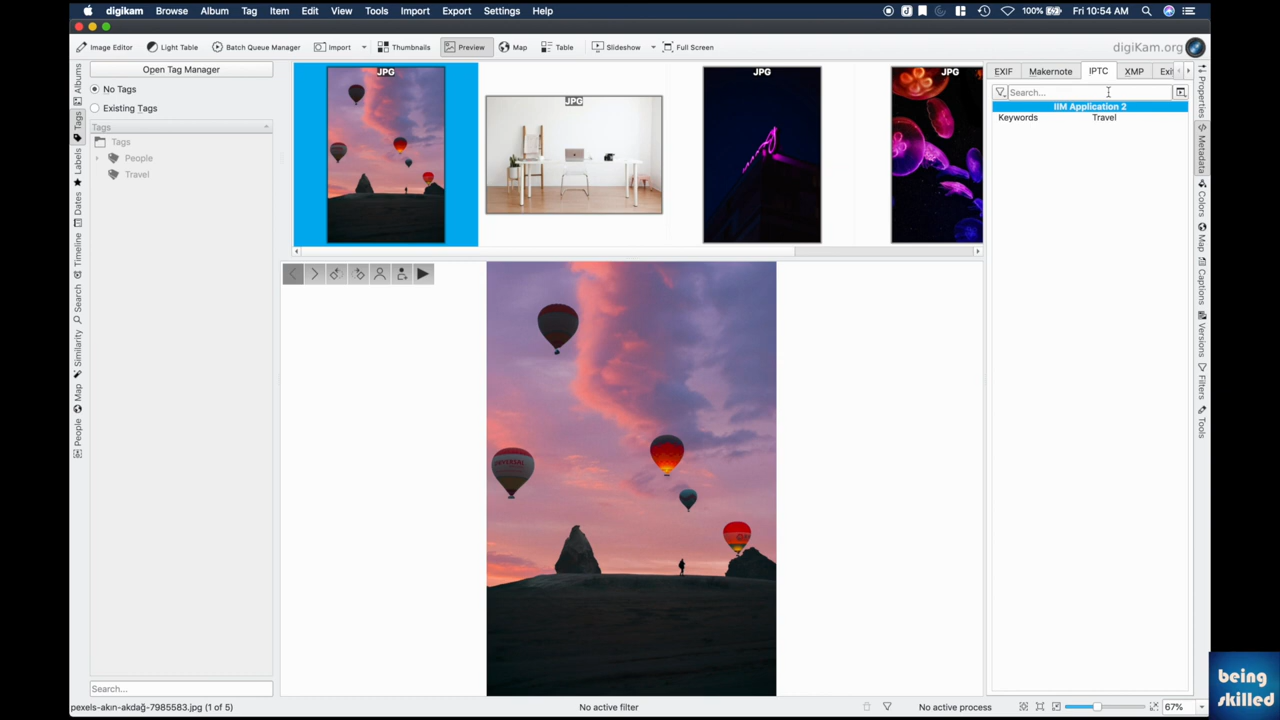 digikam Browse Album Tag Item Edit View Tools Import Export Settings Help
100% Fri 10:54 AM
Image Editor Light Table Batch Queue Manager Import Thumbnails Preview Map Table Slideshow Full Screen
digiKam.org
Open Tag Manager
No Tags
Existing Tags
Tags
Tags
People
Travel
Search...
Albums
Tags
Labels
Dates
Timeline
Search
Similarity
Map
People
JPG
JPG
JPG
JPG
UNIVERSAL
EXIF Makernote IPTC XMP Exi
Search...
IIM Application 2
Keywords Travel
Properties
Metadata
Colors
Map
Captions
Versions
Filters
Tools
pexels-akın-akdağ-7985583.jpg (1 of 5)
No active filter
No active process
67%
being
skilled